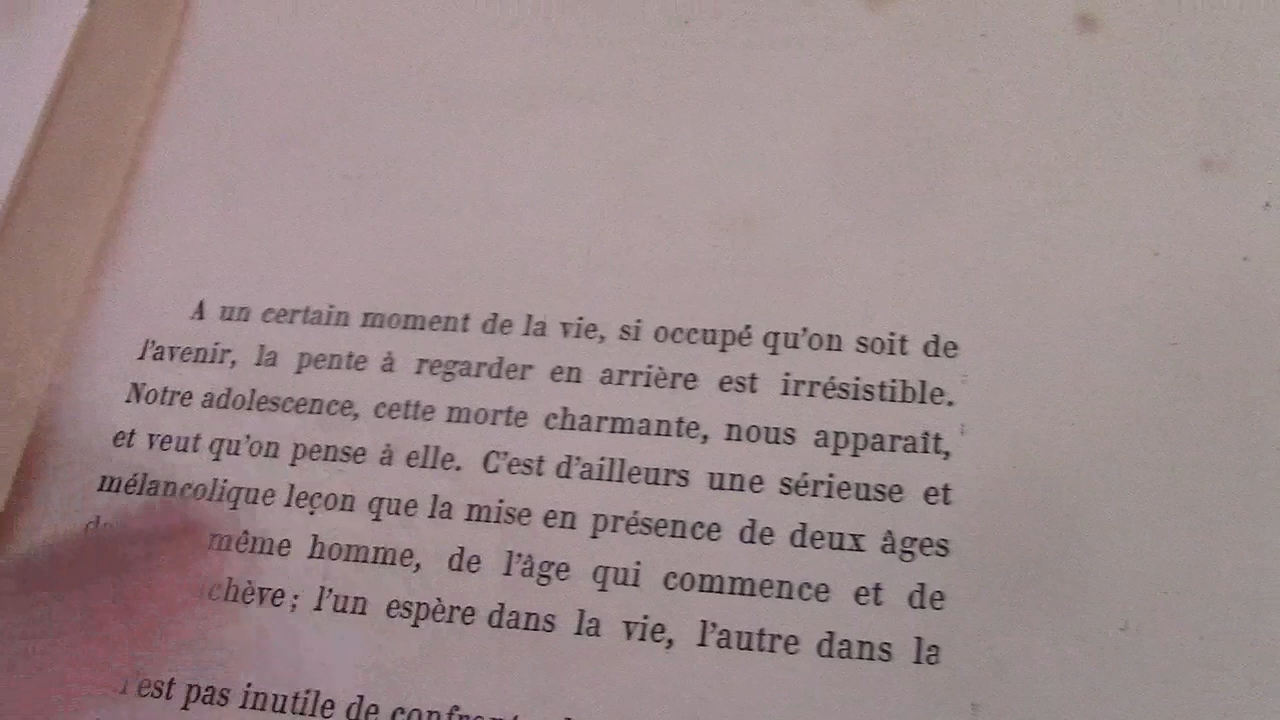 A un certain moment de la vie, si occupé qu'on soit de
l'avenir, la pente à regarder en arrière est irrésistible.
Notre adolescence, cette morte charmante, nous apparaît,
et veut qu'on pense à elle. C'est d'ailleurs une sérieuse et
mélancolique leçon que la mise en présence de deux âges
même homme, de l'âge qui commence et de
chève; l'un espère dans la vie, l'autre dans la
est pas inutile de